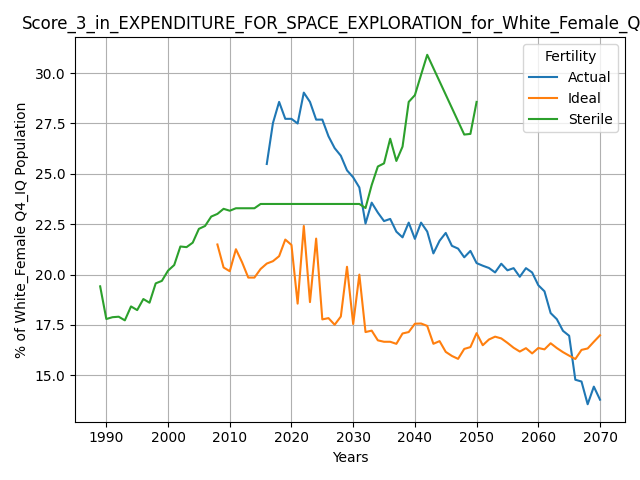 Score_3_in_EXPENDITURE_FOR_SPACE_EXPLORATION_for_White_Female_Q
Fertility
Actual
Ideal
Sterile
% of White_Female Q4_IQ Population
30.0
27.5
25.0
22.5
20.0
17.5
15.0
1990 2000 2010 2020 2030 2040 2050 2060 2070
Years